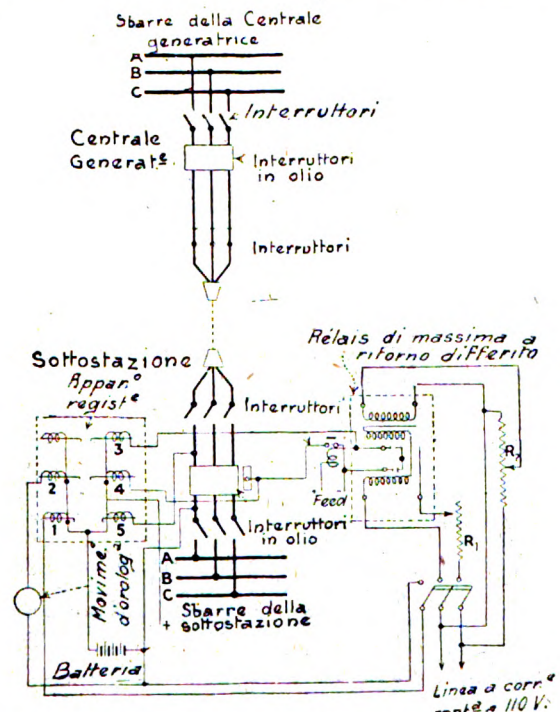 Sbarre della Centrale
generatrice
A
B
C
Interruttori
Centrale
Generat.e
Interruttori
in olio
Interruttori
Relais di massima a
ritorno differito
Sottostazione
Appar.o
regist.e
Interruttori
3
2
4
1
5
Feed
R2
R1
Interruttori
in olio
Movime.
d'orolog.o
A
B
C
+
Sbarre della
sottostazione
Batteria
Linea a corr.e
cont.a a 110 V.